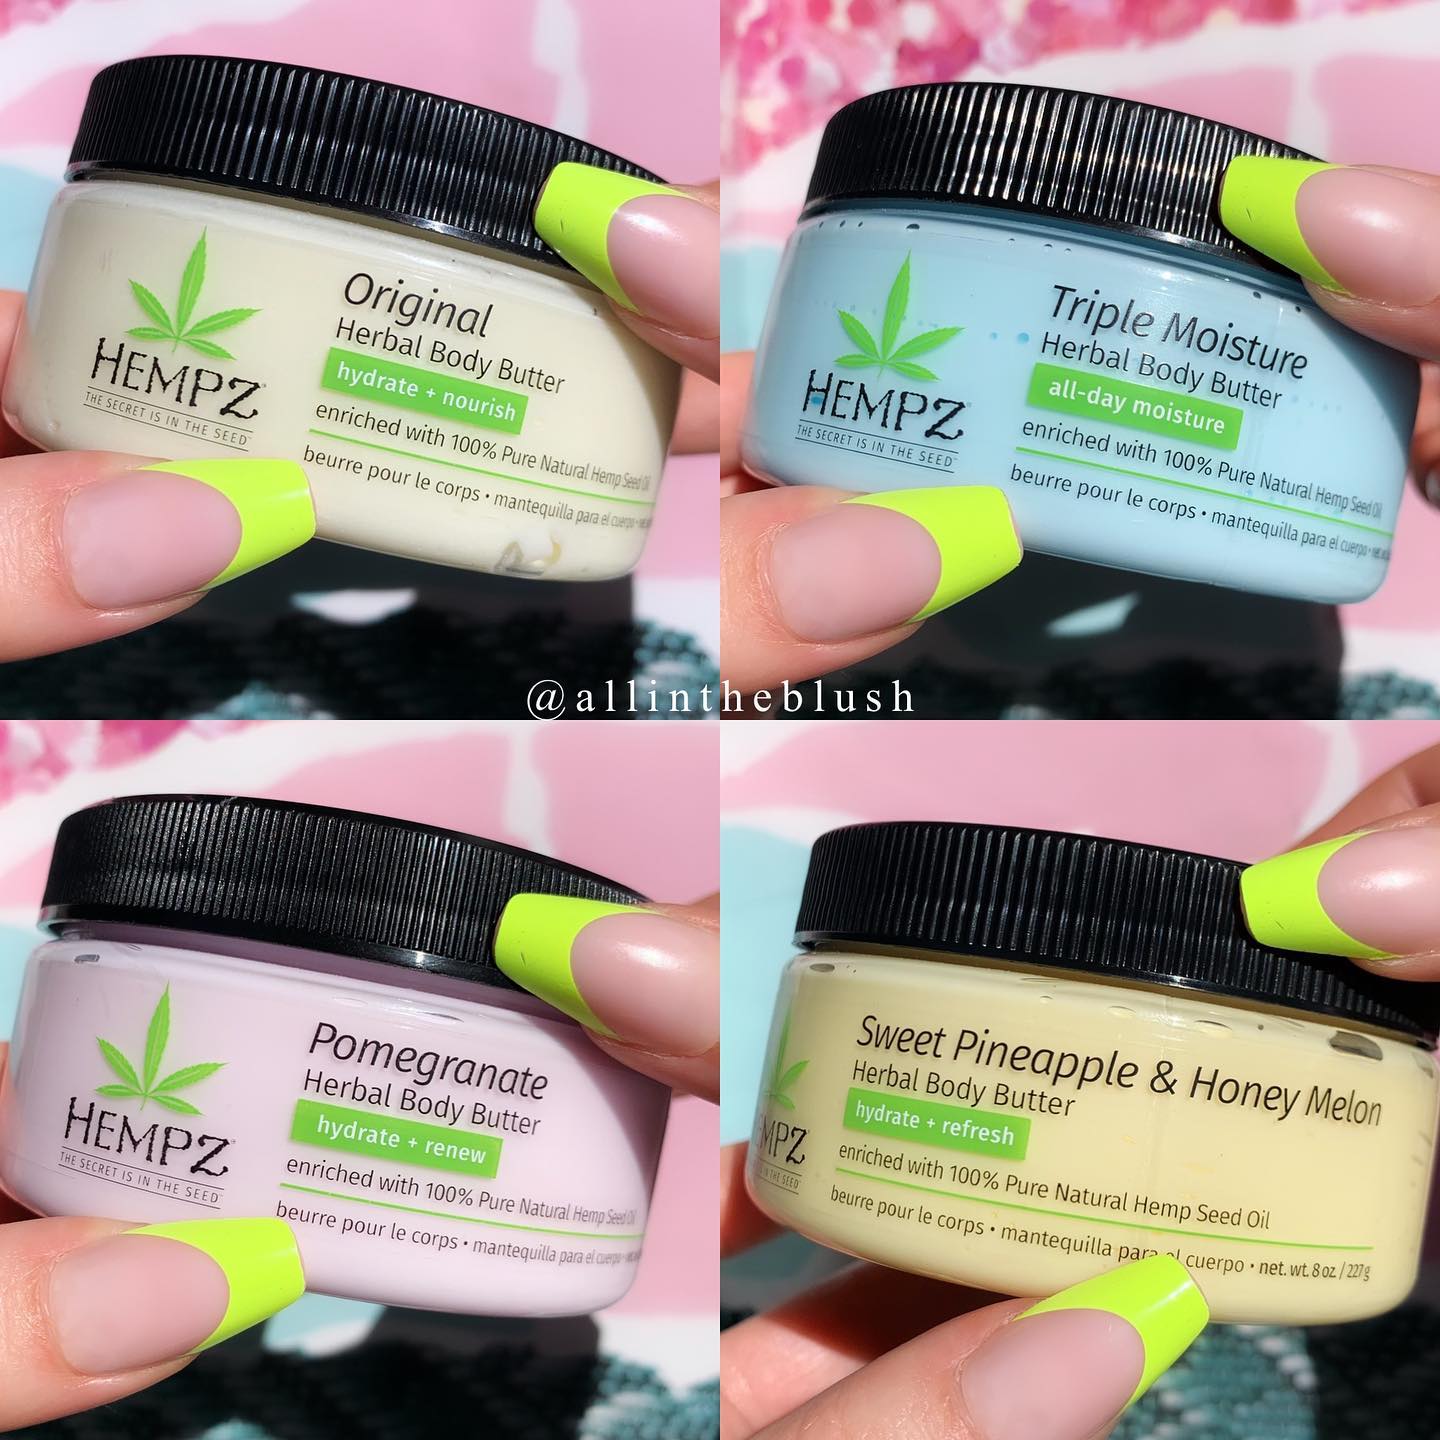 Original
Herbal Body Butter
hydrate + nourish
enriched with 100% Pure Natural Hemp Seed Oil
beurre pour le corps • mantequilla para el cuerpo •
HEMPZ
THE SECRET IS IN THE SEED™
Triple Moisture
Herbal Body Butter
all-day moisture
enriched with 100% Pure Natural Hemp Seed Oil
beurre pour le corps • mantequilla para el cuerpo •
HEMPZ
THE SECRET IS IN THE SEED™
@allintheblush
Pomegranate
Herbal Body Butter
hydrate + renew
enriched with 100% Pure Natural Hemp Seed Oil
beurre pour le corps • mantequilla para el cuerpo •
HEMPZ
THE SECRET IS IN THE SEED™
Sweet Pineapple & Honey Melon
Herbal Body Butter
hydrate + refresh
enriched with 100% Pure Natural Hemp Seed Oil
beurre pour le corps • mantequilla para el cuerpo • net. wt. 8 oz. / 227g